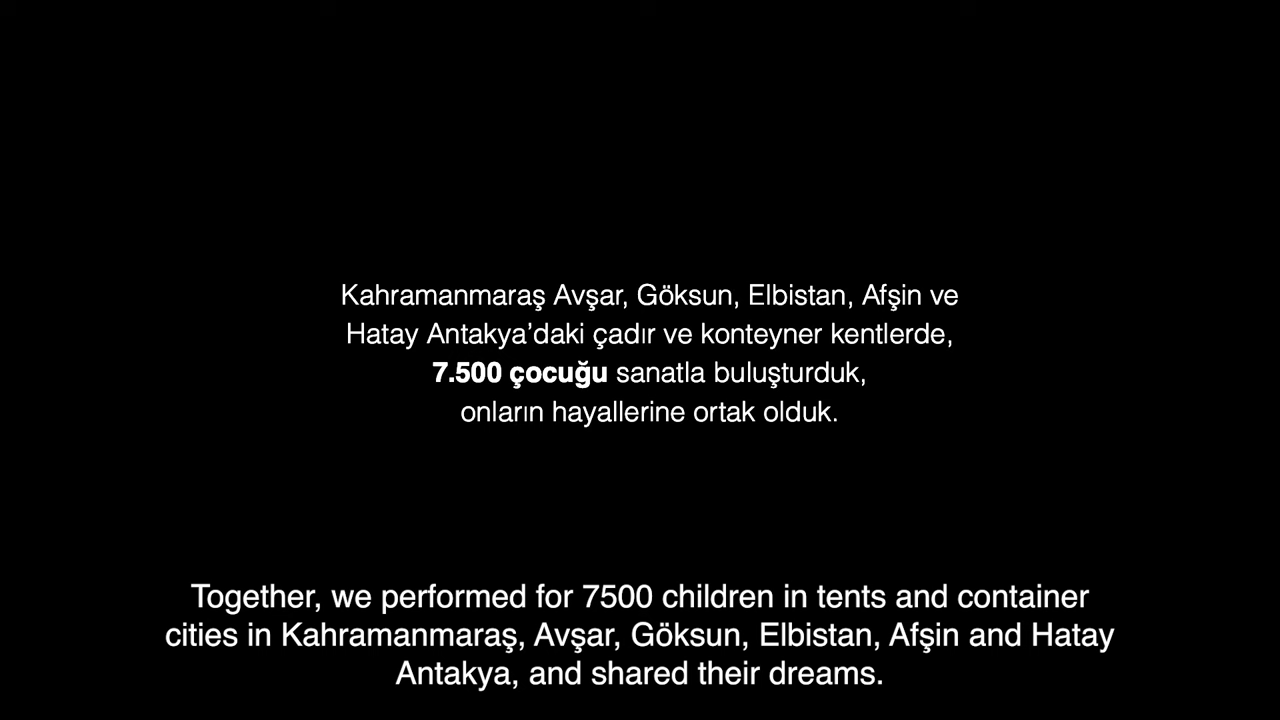 Kahramanmaraş Avşar, Göksun, Elbistan, Afşin ve
Hatay Antakya’daki çadır ve konteyner kentlerde,
7.500 çocuğu sanatla buluşturduk,
onların hayallerine ortak olduk.
Together, we performed for 7500 children in tents and container
cities in Kahramanmaraş, Avşar, Göksun, Elbistan, Afşin and Hatay
Antakya, and shared their dreams.